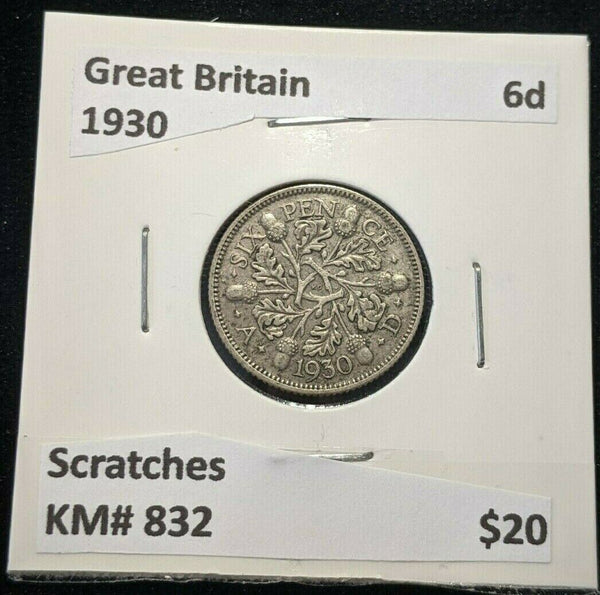 Great Britain
1930
6d
SIX PENCE
A D
1930
Scratches
KM# 832
$20